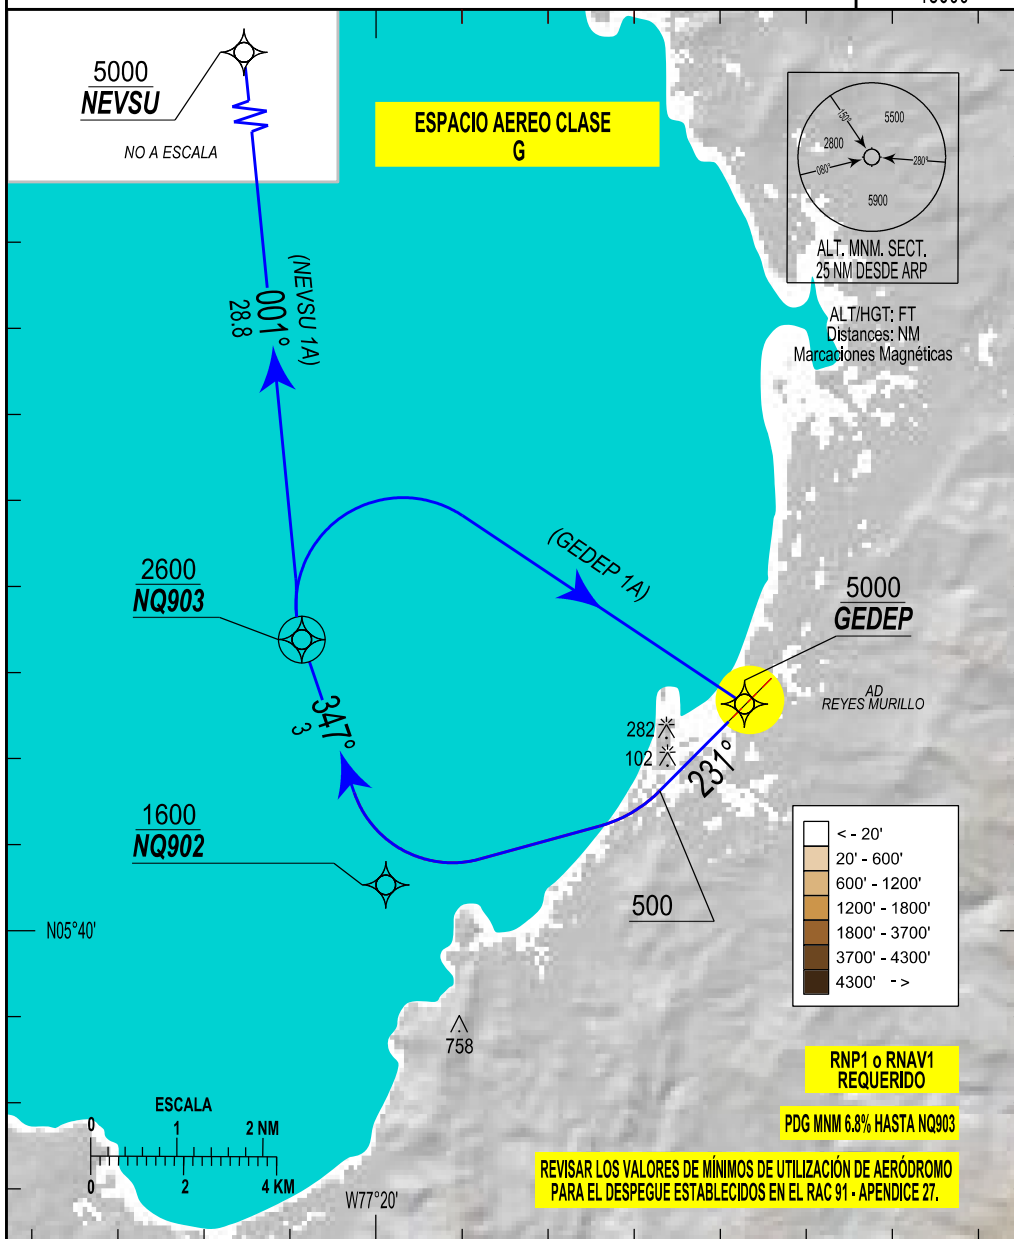 5000
NEVSU
NO A ESCALA
ESPACIO AEREO CLASE
G
150°
5500
2800
080°
280°
5900
ALT. MNM. SECT.
25 NM DESDE ARP
ALT/HGT: FT
Distances: NM
Marcaciones Magnéticas
(NEVSU 1A)
001°
28.8
(GEDEP 1A)
2600
NQ903
5000
GEDEP
AD
REYES MURILLO
347°
3
282
102
231°
1600
NQ902
500
N05°40'
< - 20'
20' - 600'
600' - 1200'
1200' - 1800'
1800' - 3700'
3700' - 4300'
4300' - >
758
RNP1 o RNAV1
REQUERIDO
PDG MNM 6.8% HASTA NQ903
ESCALA
0 1 2 NM
0 2 4 KM
W77°20'
REVISAR LOS VALORES DE MÍNIMOS DE UTILIZACIÓN DE AERÓDROMO
PARA EL DESPEGUE ESTABLECIDOS EN EL RAC 91 - APENDICE 27.